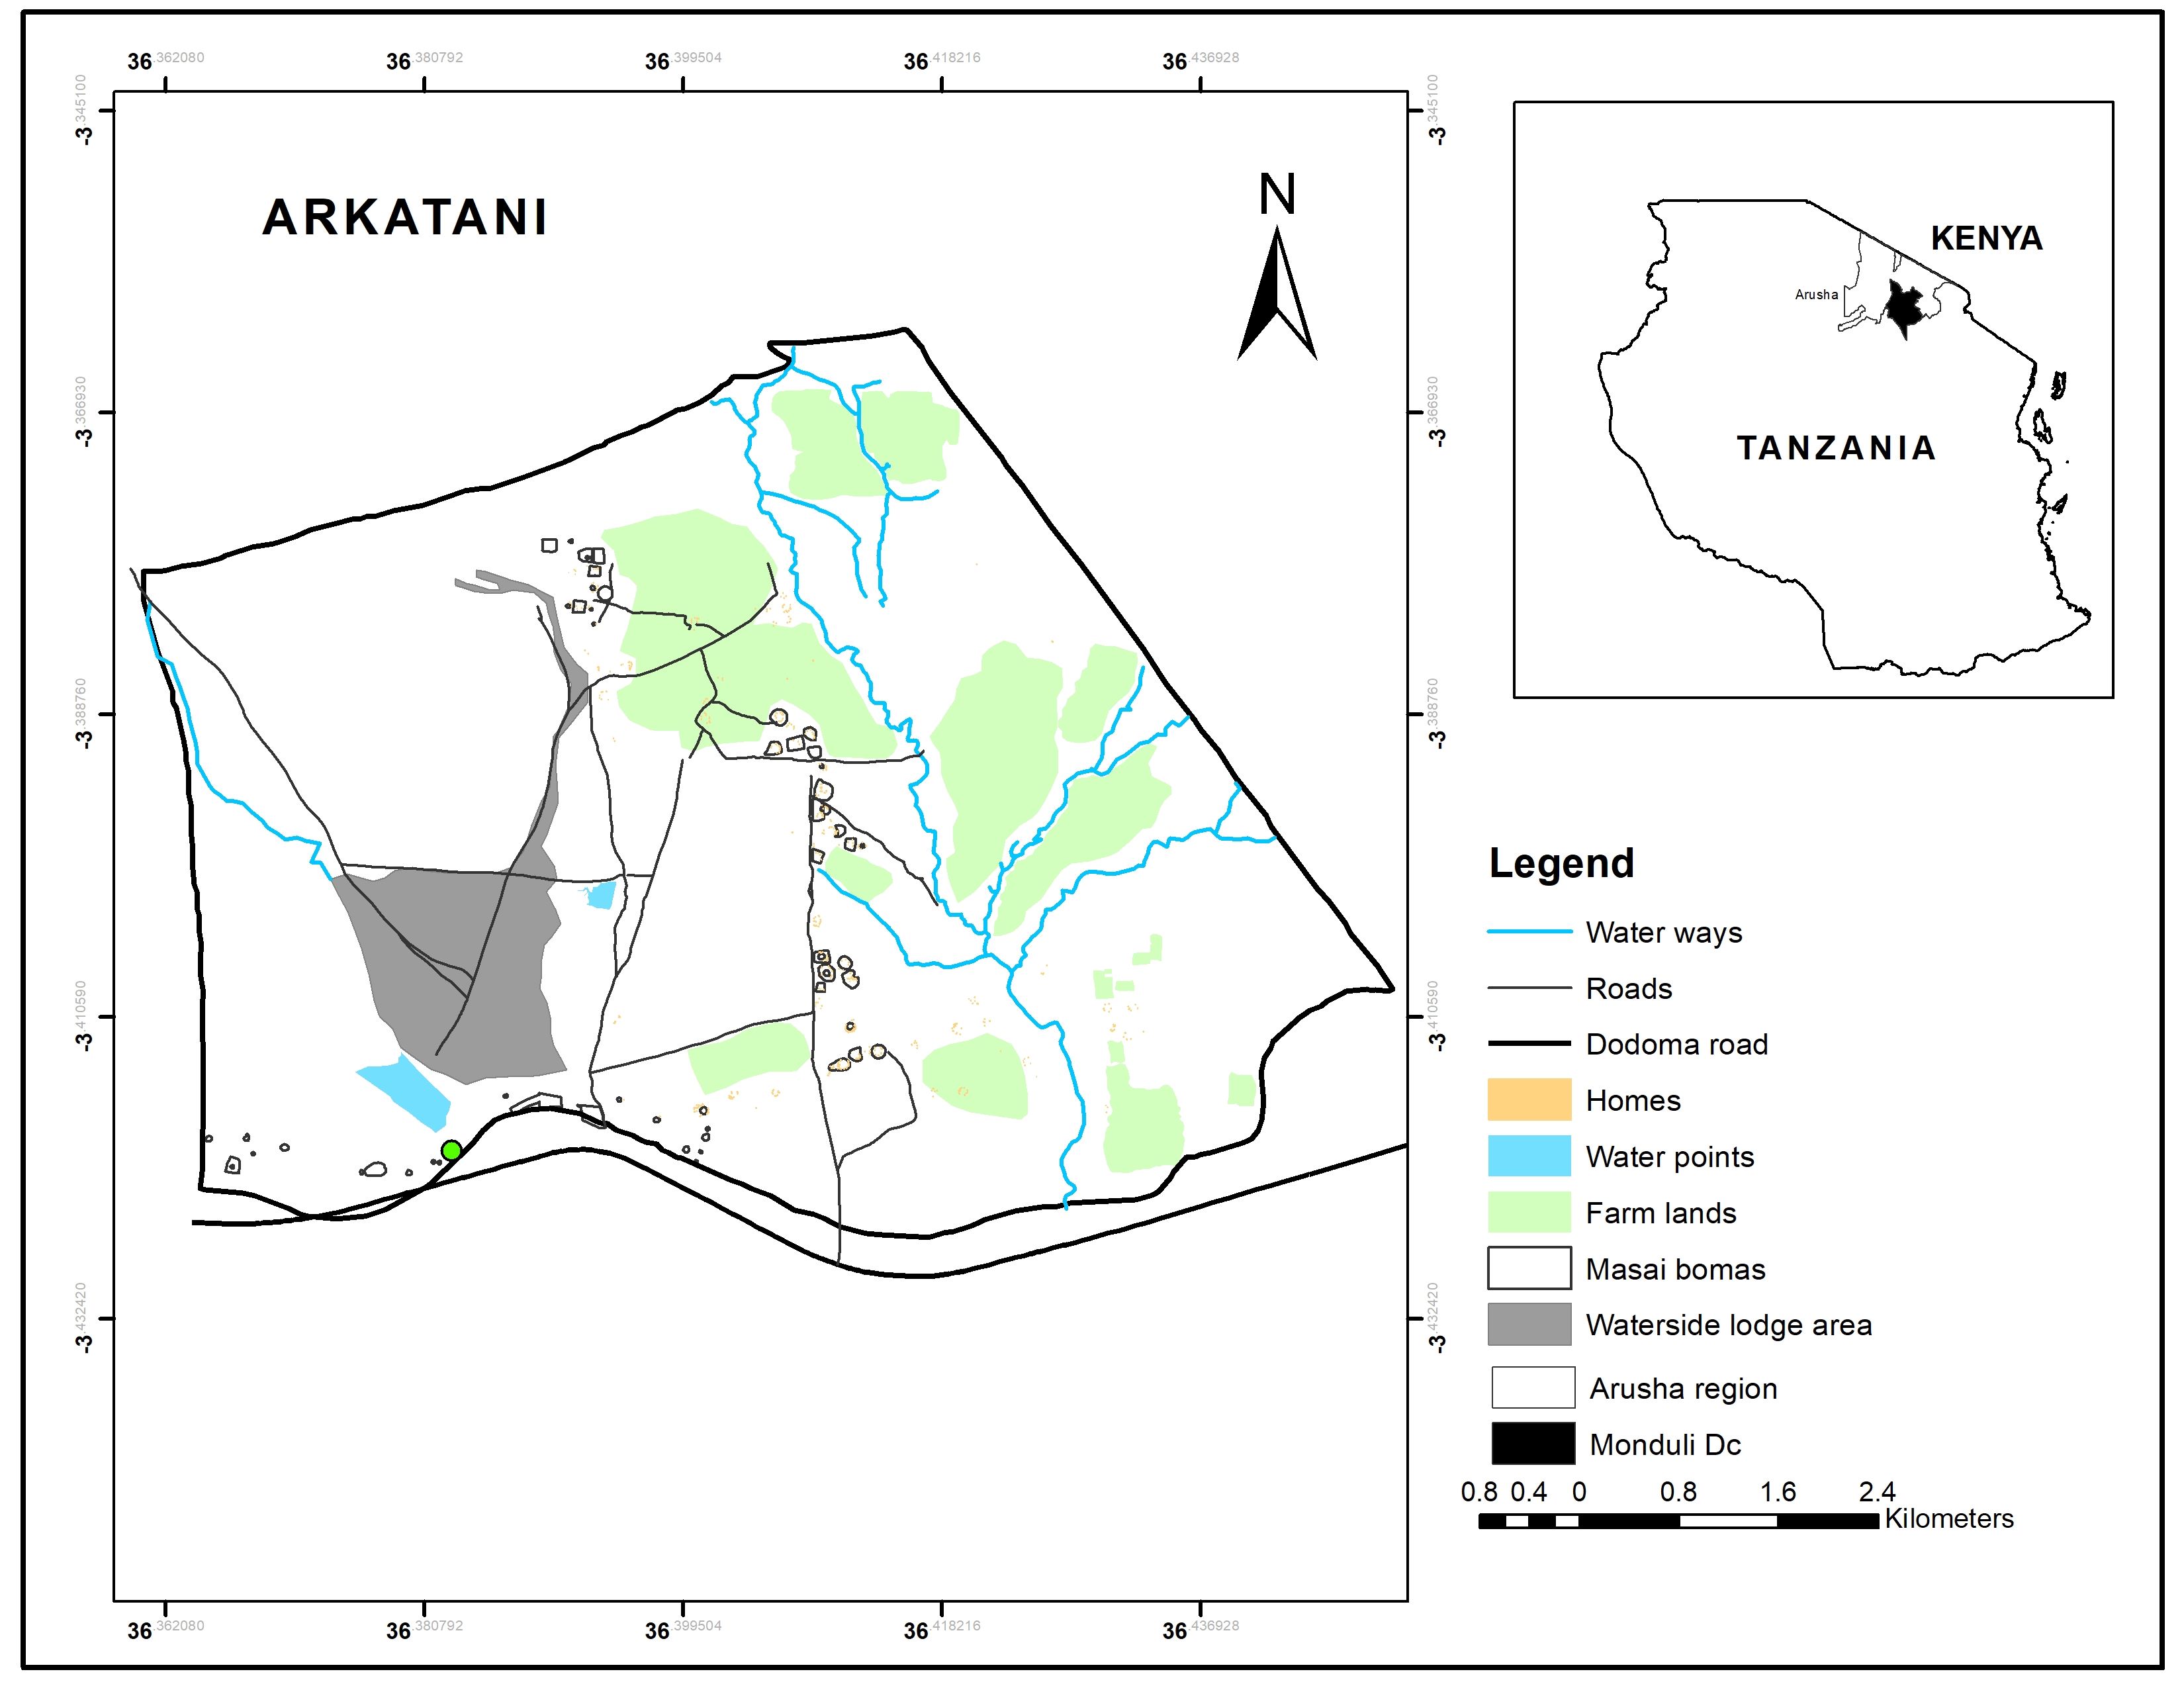 36.362080 36.380792 36.399504 36.418216 36.436928
-3.345100 -3.345100
ARKATANI
N
KENYA
Arusha
-3.366930 -3.366930
TANZANIA
-3.388760 -3.388760
Legend
Water ways
Roads
-3.410590 -3.410590
Dodoma road
Homes
Water points
Farm lands
Masai bomas
-3.432420 -3.432420
Waterside lodge area
Arusha region
Monduli Dc
0.8 0.4 0 0.8 1.6 2.4
Kilometers
36.362080 36.380792 36.399504 36.418216 36.436928